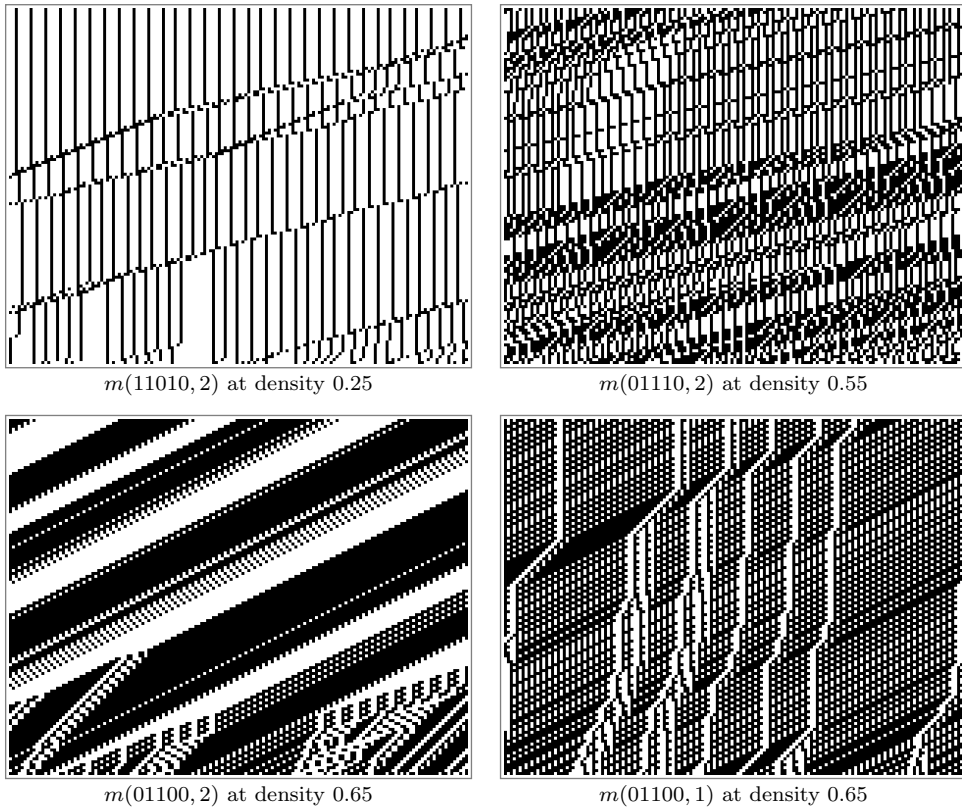 m(11010, 2) at density 0.25
m(01110, 2) at density 0.55
m(01100, 2) at density 0.65
m(01100, 1) at density 0.65